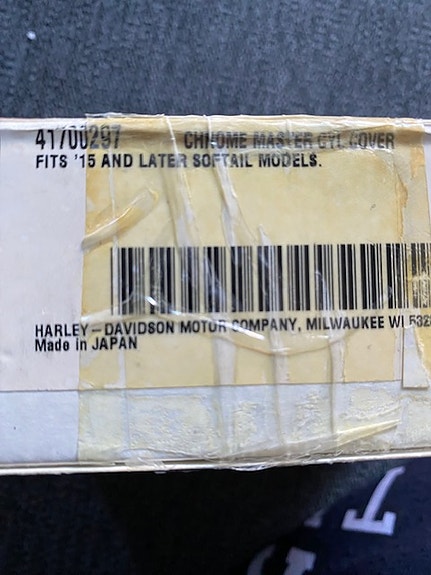 41700297 CHROME MASTER CYL COVER
FITS '15 AND LATER SOFTAIL MODELS.
HARLEY-DAVIDSON MOTOR COMPANY, MILWAUKEE WI
Made in JAPAN